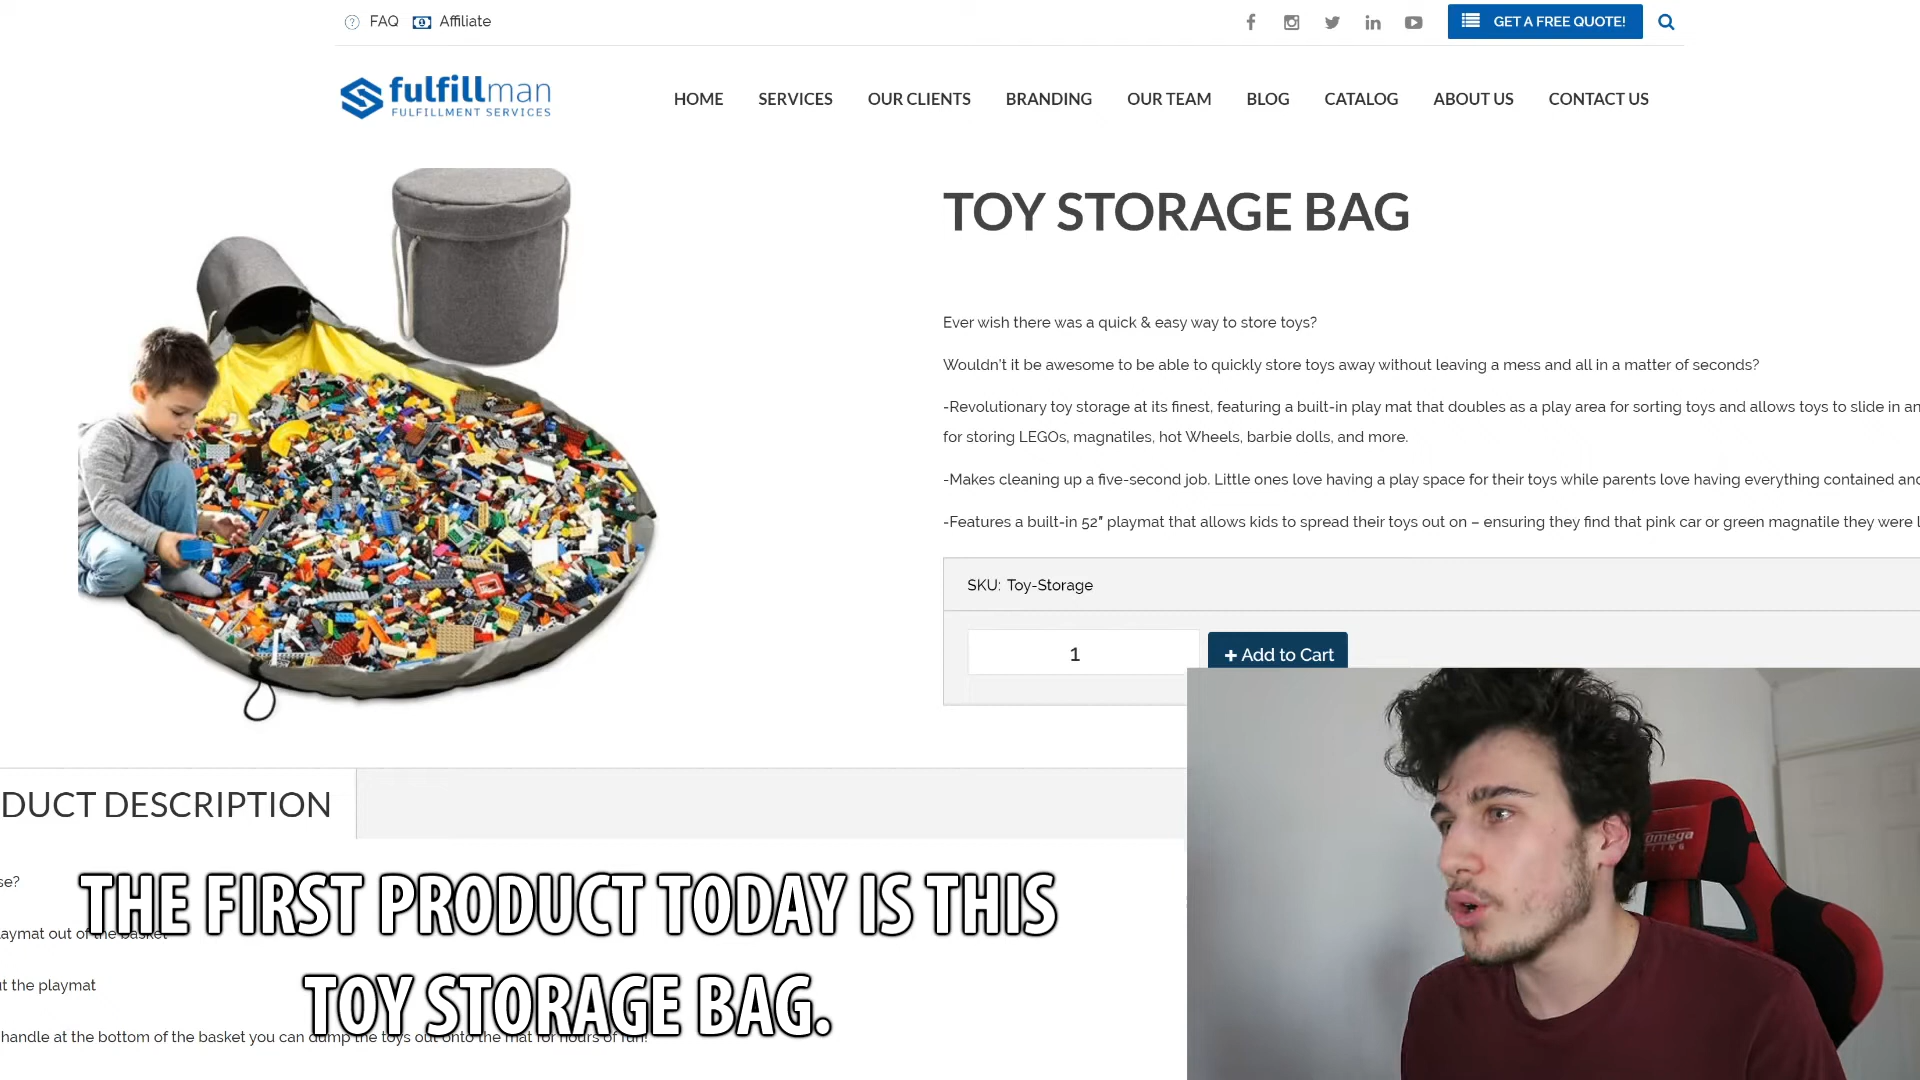 FAQ Affiliate
GET A FREE QUOTE!
fulfillman
FULFILLMENT SERVICES
HOME SERVICES OUR CLIENTS BRANDING OUR TEAM BLOG CATALOG ABOUT US CONTACT US
TOY STORAGE BAG
Ever wish there was a quick & easy way to store toys?
Wouldn't it be awesome to be able to quickly store toys away without leaving a mess and all in a matter of seconds?
-Revolutionary toy storage at its finest, featuring a built-in play mat that doubles as a play area for sorting toys and allows toys to slide in
for storing LEGOs, magnatiles, hot Wheels, barbie dolls, and more.
-Makes cleaning up a five-second job. Little ones love having a play space for their toys while parents love having everything contained
-Features a built-in 52″ playmat that allows kids to spread their toys out on – ensuring they find that pink car or green magnatile they were
SKU: Toy-Storage
1
+ Add to Cart
DUCT DESCRIPTION
se?
THE FIRST PRODUCT TODAY IS THIS
aymat out of the basket
ut the playmat
TOY STORAGE BAG.
handle at the bottom of the basket you can dump the toys out onto the mat for hours of fun!
omega